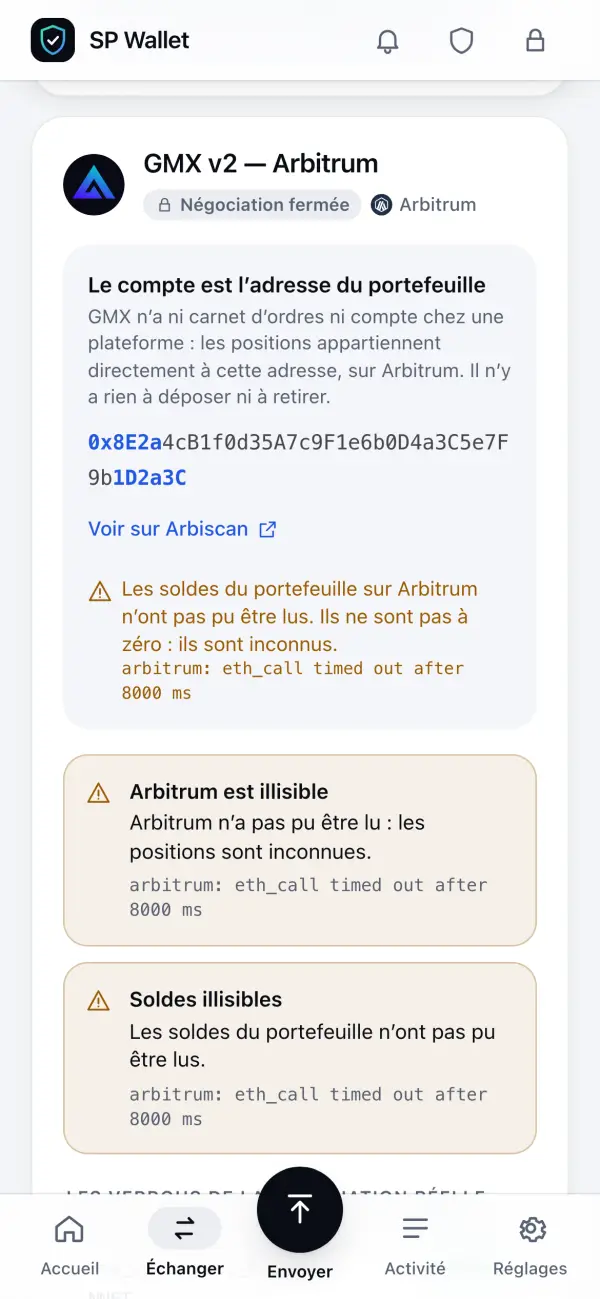 SP Wallet
GMX v2 — Arbitrum
Négociation fermée
Arbitrum
Le compte est l’adresse du portefeuille
GMX n’a ni carnet d’ordres ni compte chez une
plateforme : les positions appartiennent
directement à cette adresse, sur Arbitrum. Il n’y
a rien à déposer ni à retirer.
0x8E2a4cB1f0d35A7c9F1e6b0D4a3C5e7F
9b1D2a3C
Voir sur Arbiscan
Les soldes du portefeuille sur Arbitrum
n’ont pas pu être lus. Ils ne sont pas à
zéro : ils sont inconnus.
arbitrum: eth_call timed out after
8000 ms
Arbitrum est illisible
Arbitrum n’a pas pu être lu : les
positions sont inconnues.
arbitrum: eth_call timed out after
8000 ms
Soldes illisibles
Les soldes du portefeuille n’ont pas pu
être lus.
arbitrum: eth_call timed out after
8000 ms
Accueil
Échanger
Envoyer
Activité
Réglages